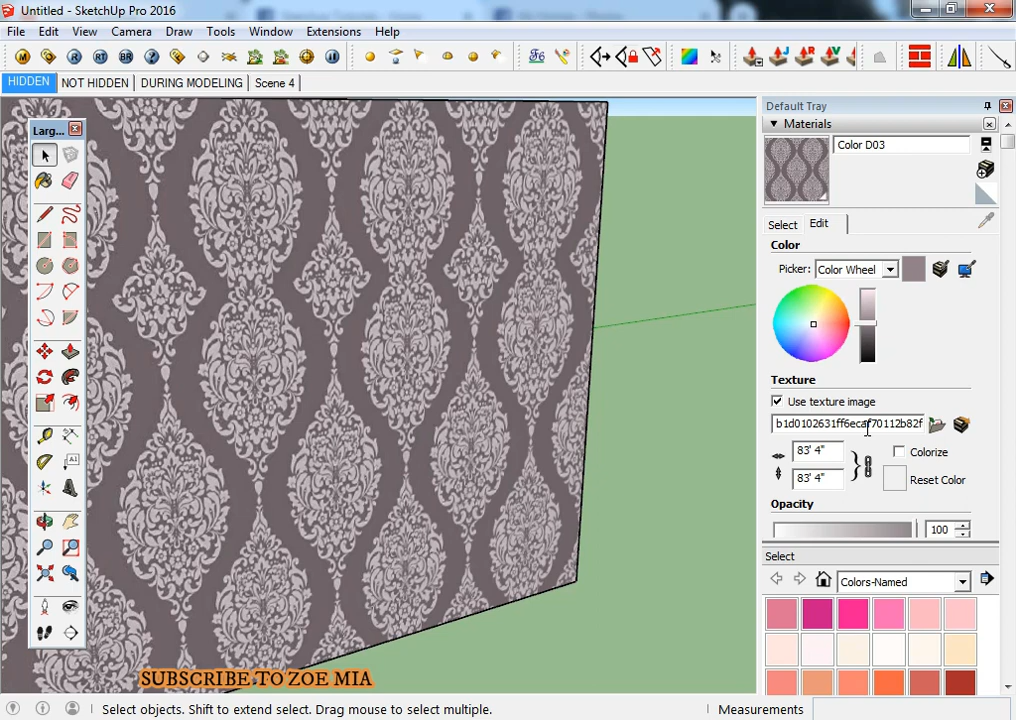 Untitled - SketchUp Pro 2016
File Edit View Camera Draw Tools Window Extensions Help
HIDDEN NOT HIDDEN DURING MODELING Scene 4
Default Tray
Larg...
Materials
Color D03
Select Edit
Color
Picker: Color Wheel
Texture
Use texture image
b1d0102631ff6ecaff70112b82f
83' 4"
Colorize
83' 4"
Reset Color
Opacity
100
Select
Colors-Named
SUBSCRIBE TO ZOE MIA
Select objects. Shift to extend select. Drag mouse to select multiple.
Measurements